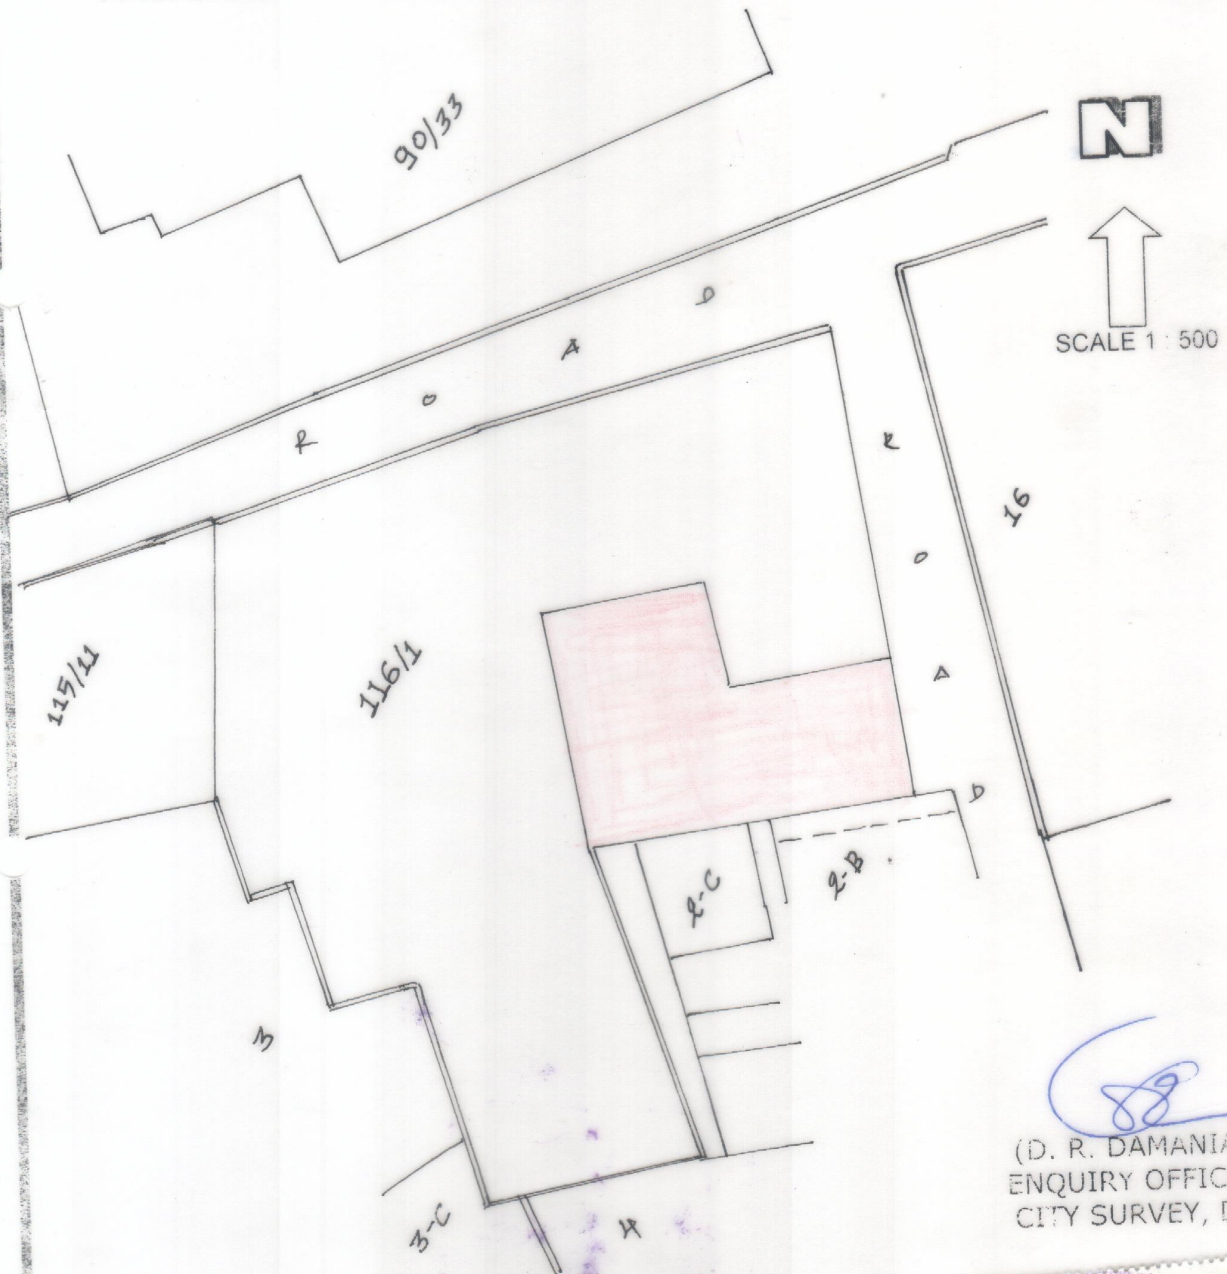 90/33
N
SCALE 1 : 500
R O A D
R O A D
16
115/11
116/1
2-C
2-B
3
3-C
4
(D. R. DAMANIA
ENQUIRY OFFIC
CITY SURVEY, D